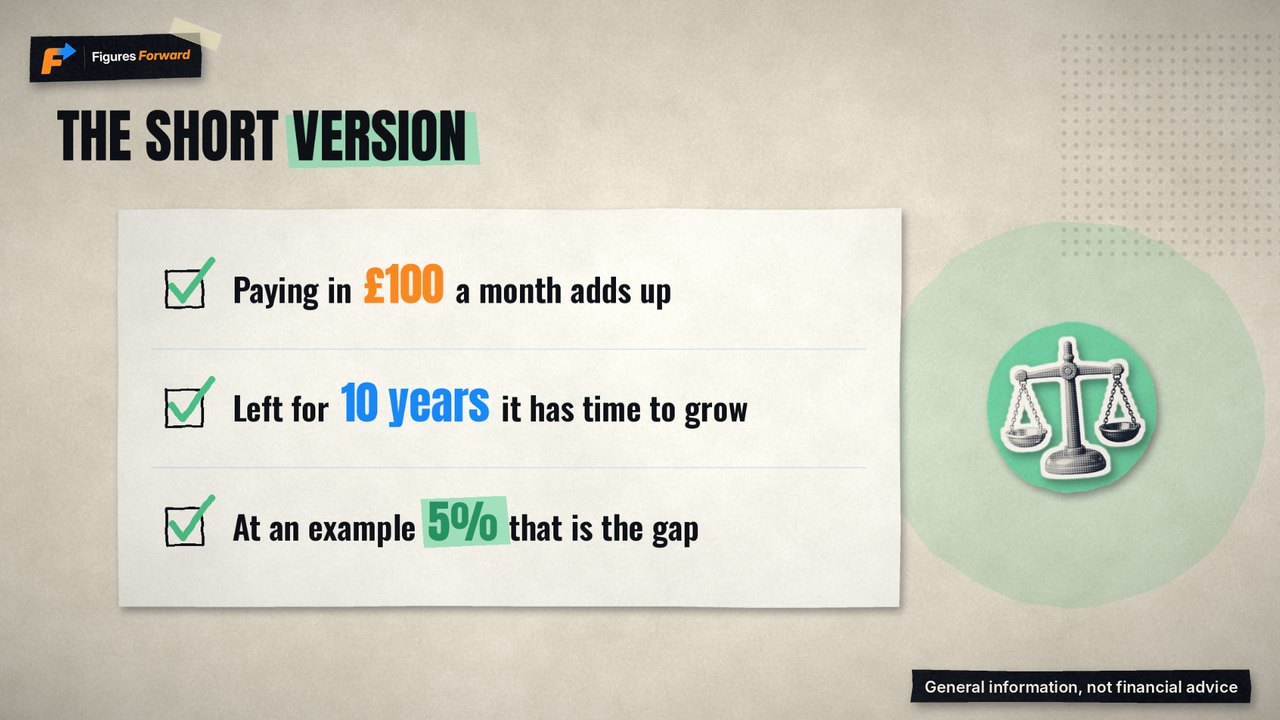 Figures Forward
THE SHORT VERSION
Paying in £100 a month adds up
Left for 10 years it has time to grow
At an example 5% that is the gap
General information, not financial advice